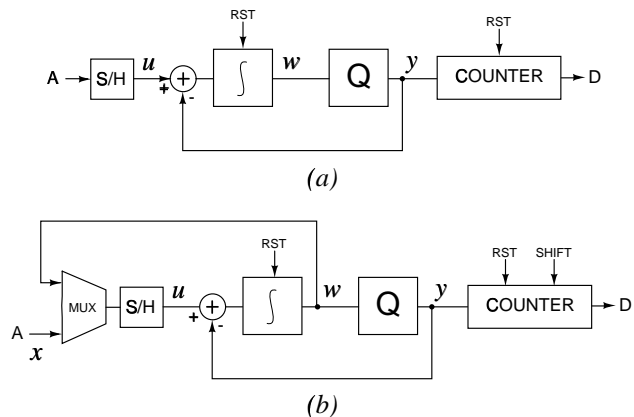 RST
RST
A
S/H
u
+
+
-
∫
w
Q
y
COUNTER
D
(a)
RST
RST
SHIFT
A
x
MUX
S/H
u
+
+
-
∫
w
Q
y
COUNTER
D
(b)